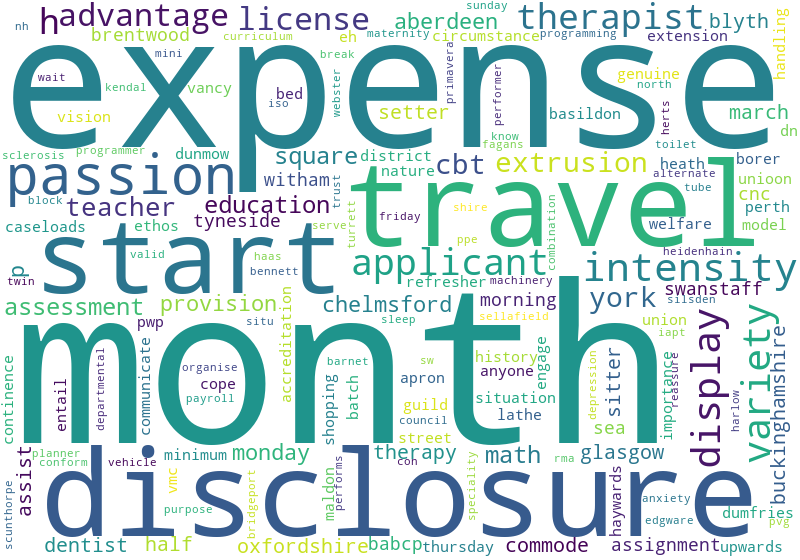 nh
h
advantage
license
aberdeen
sunday
therapist
blyth
brentwood
curriculum
eh
maternity
circumstance
programming
extension
handling
expense
wait
mini
break
kendal
vancy
bed
iso
webster
primavera
performer
genuine
north
herts
vision
setter
basildon
march
sclerosis
programmer
dunmow
know
fagans
toilet
dn
square
district
nature
cbt
extrusion
heath
borer
passion
block
witham
trust
alternate
tube
unioon
cnc
teacher
education
tyneside
friday
travel
shire
perth
caseloads
ethos
serve
turrett
ppe
combination
welfare
model
start
valid
haas
bennett
heidenhain
p
twin
applicant
refresher
machinery
intensity
swanstaff
assessment
provision
accreditation
chelmsford
morning
york
silsden
pwp
situ
sleep
sellafield
union
iapt
month
continence
entail
departmental
communicate
organise
cope
payroll
barnet
shopping
batch
sw
history
anyone
engage
depression
sitter
importance
reassure
display
variety
buckinghamshire
apron
guild
council
situation
lathe
street
sea
harlow
planner
conform
assist
minimum
monday
therapy
math
glasgow
vehicle
con
rma
scunthorpe
disclosure
vmc
purpose
bridgeport
maldon
performs
speciality
haywards
anxiety
edgware
dumfries
pvg
dentist
half
oxfordshire
babcp
thursday
commode
assignment
upwards